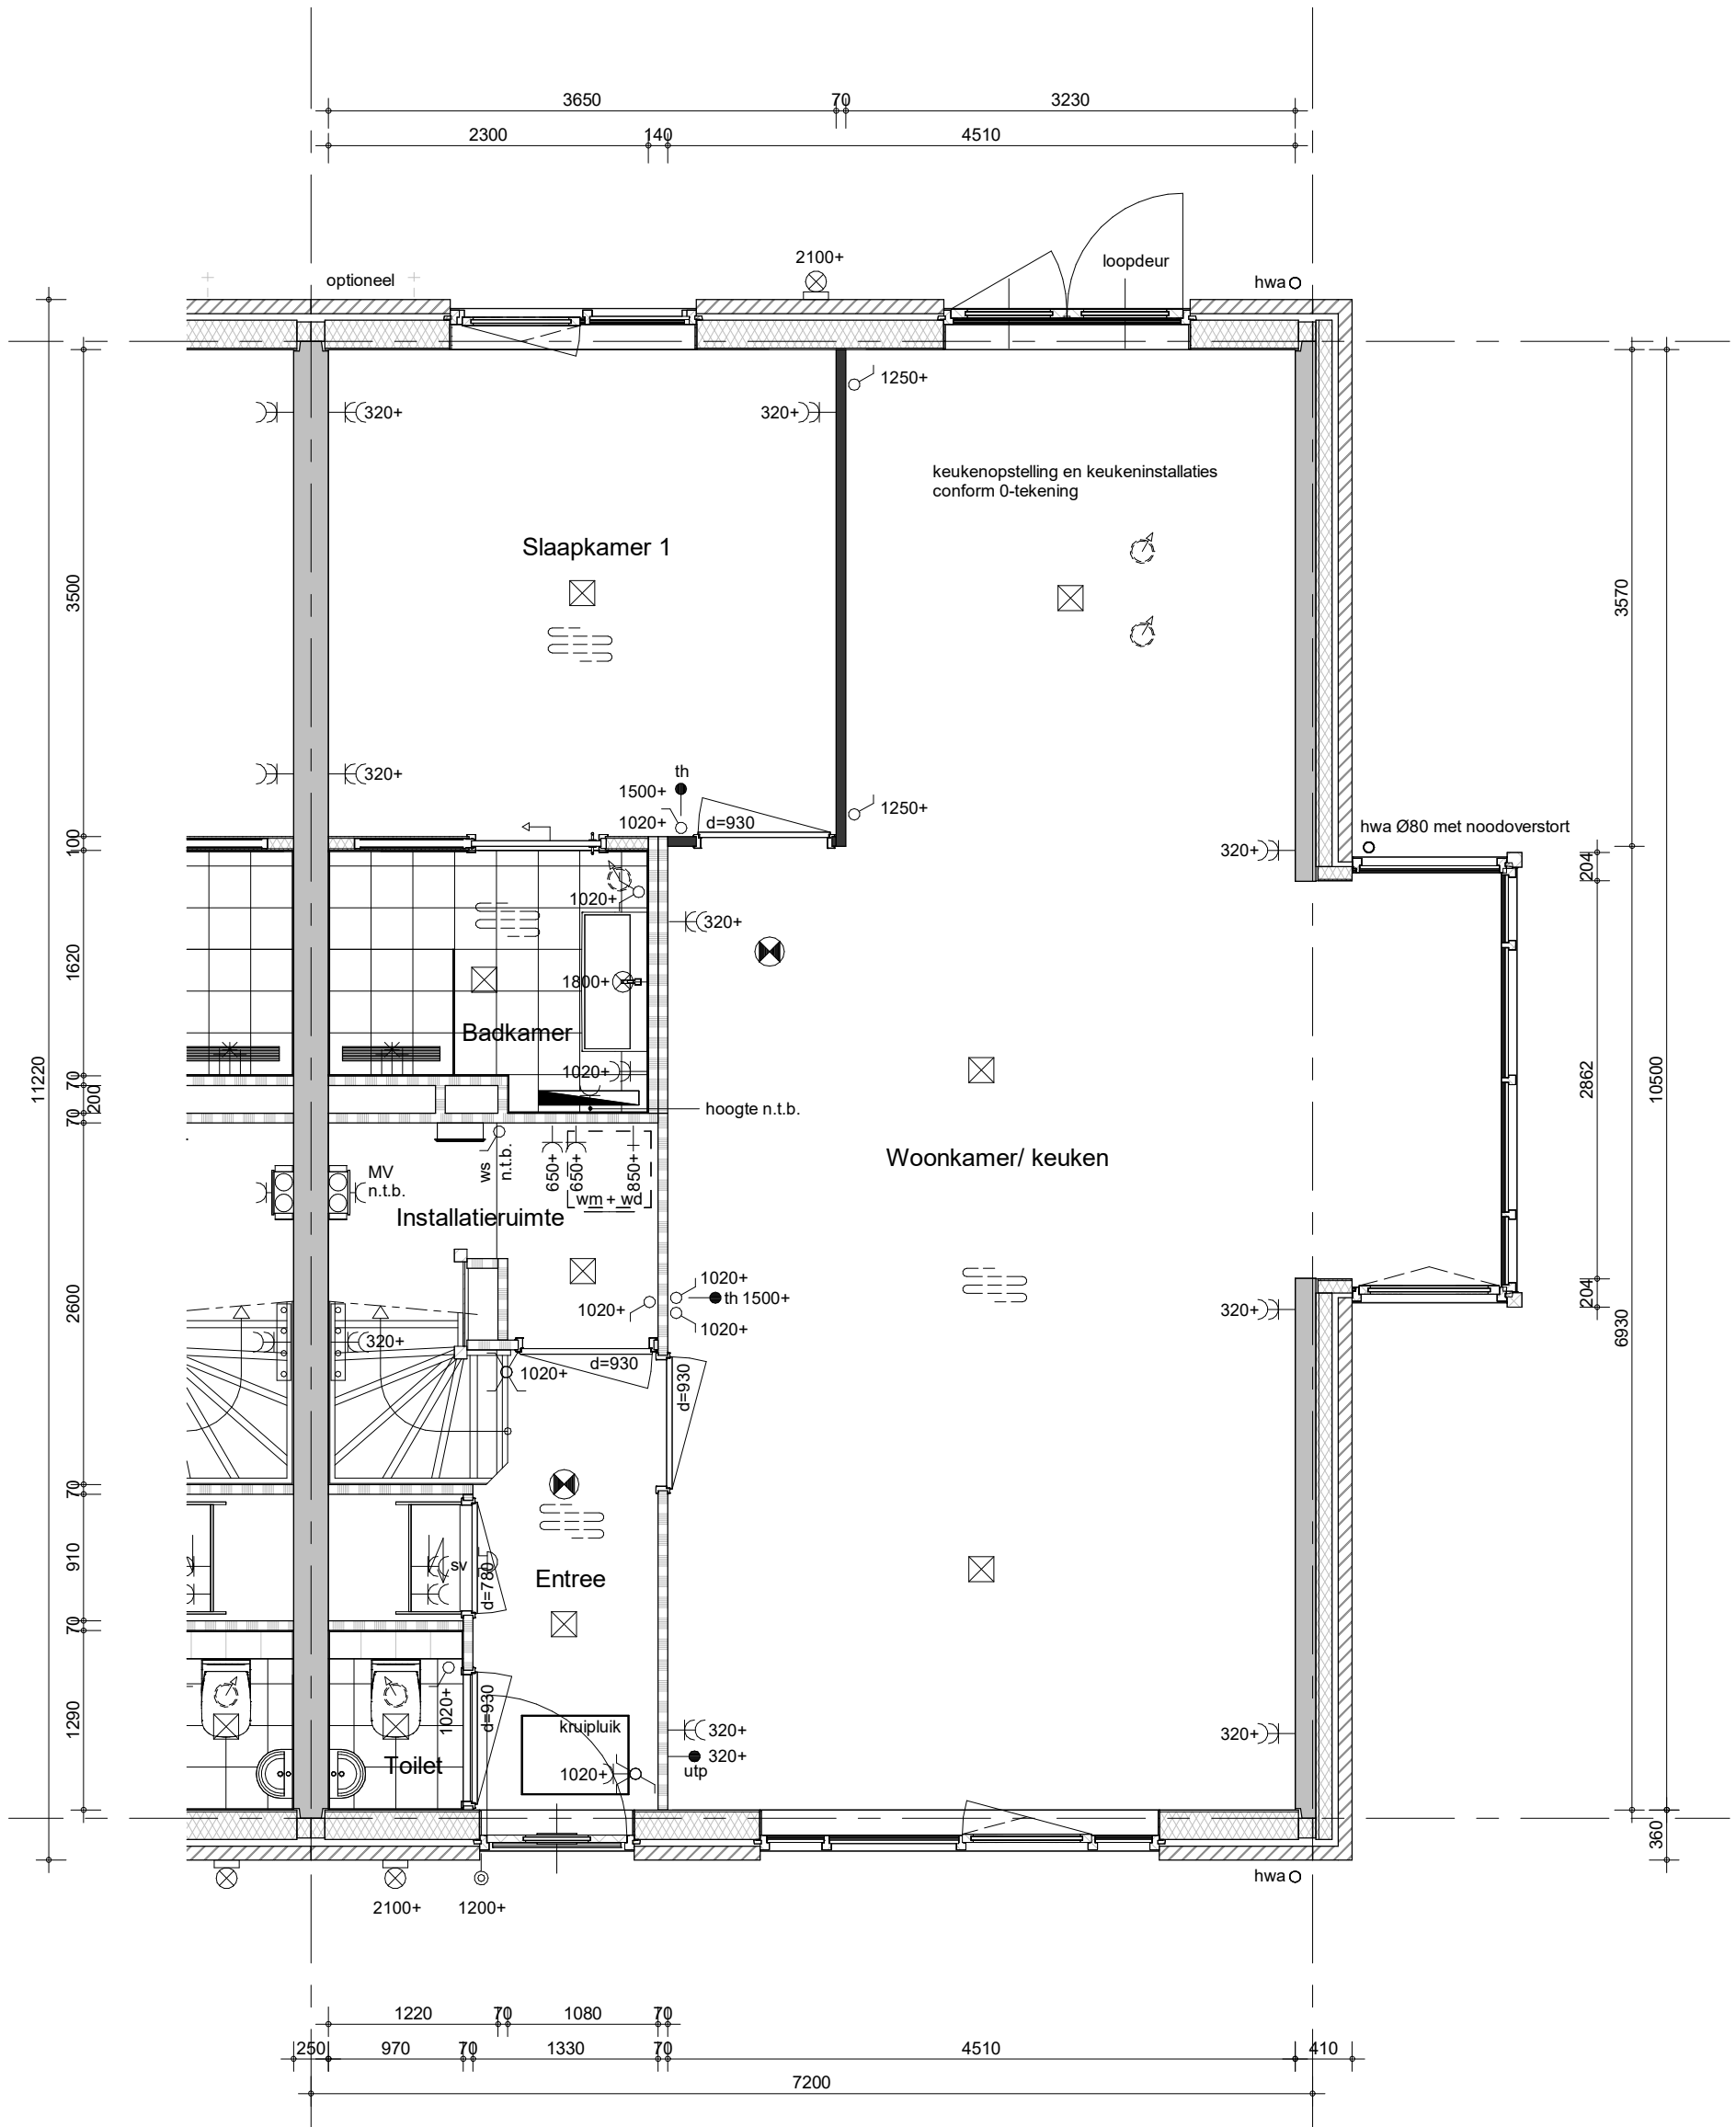 3650
70
3230
2300
140
4510
2100+
loopdeur
optioneel
hwa
1250+
320+
320+
keukenopstelling en keukeninstallaties
conform 0-tekening
Slaapkamer 1
3500
3570
320+
th
1500+
1020+
d=930
1250+
hwa Ø80 met noodoverstort
100
320+
204
1020+
320+
1620
1800+
Badkamer
11220
70
200
70
1020+
hoogte n.t.b.
2862
10500
MV
n.t.b.
ws
n.t.b.
650+
650+
850+
wm + wd
Woonkamer/ keuken
Installatieruimte
2600
1020+
1020+
th 1500+
1020+
320+
204
6930
320+
1020+
d=930
d=930
70
910
sv
d=780
Entree
70
1290
1020+
d=930
kruipluik
320+
320+
utp
320+
Toilet
1020+
360
hwa
2100+
1200+
1220
70
1080
70
250
970
70
1330
70
4510
410
7200